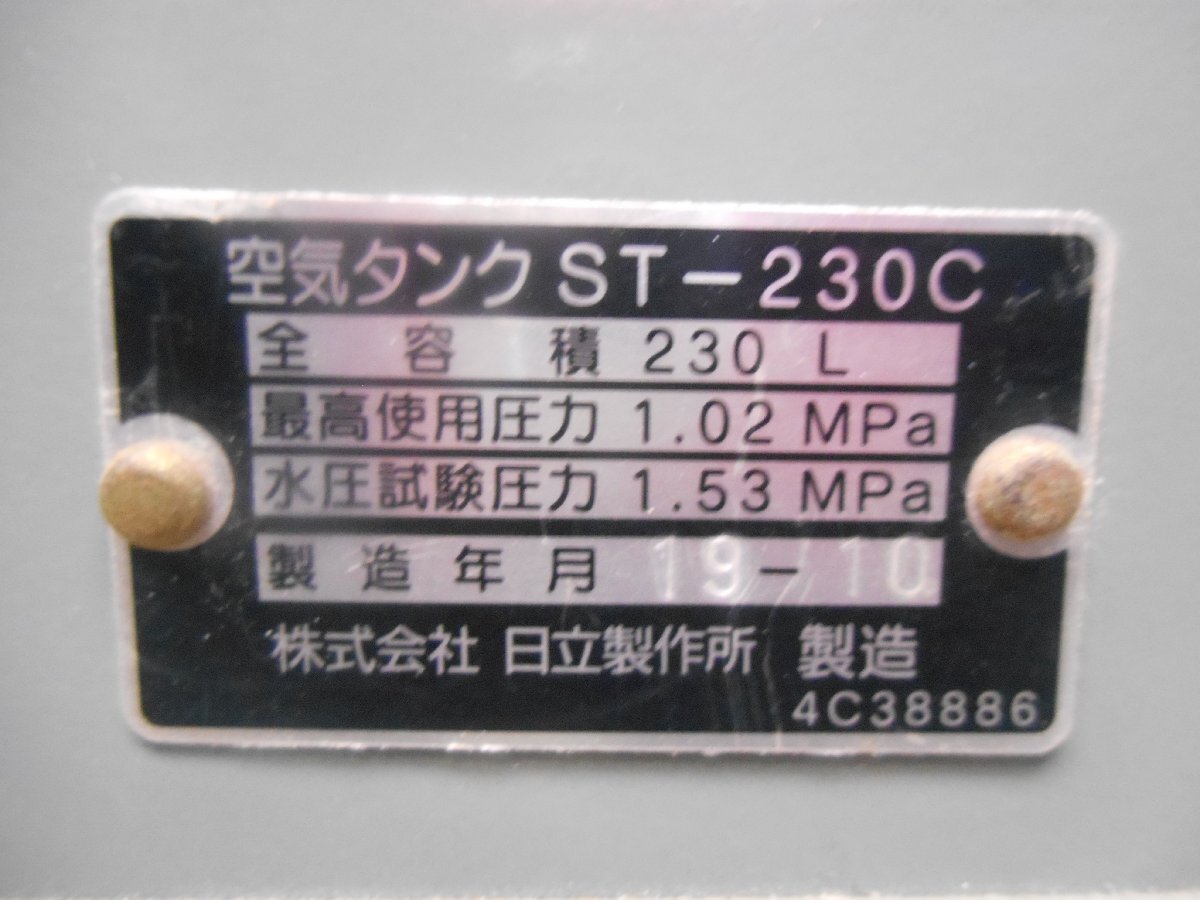 空気タンク ST-230C
全容積 230 L
最高使用圧力 1.02 MPa
水圧試験圧力 1.53 MPa
製造年月 19-10
株式会社 日立製作所 製造
4C38886